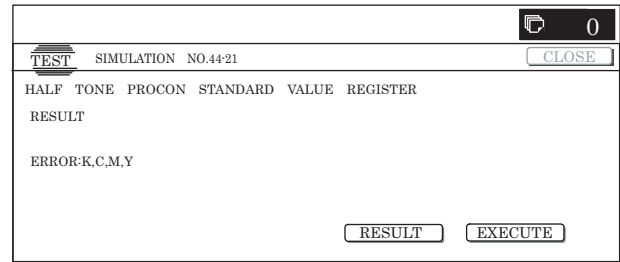 0
TEST SIMULATION NO.44-21 CLOSE
HALF TONE PROCON STANDARD VALUE REGISTER
RESULT
ERROR:K,C,M,Y
RESULT EXECUTE